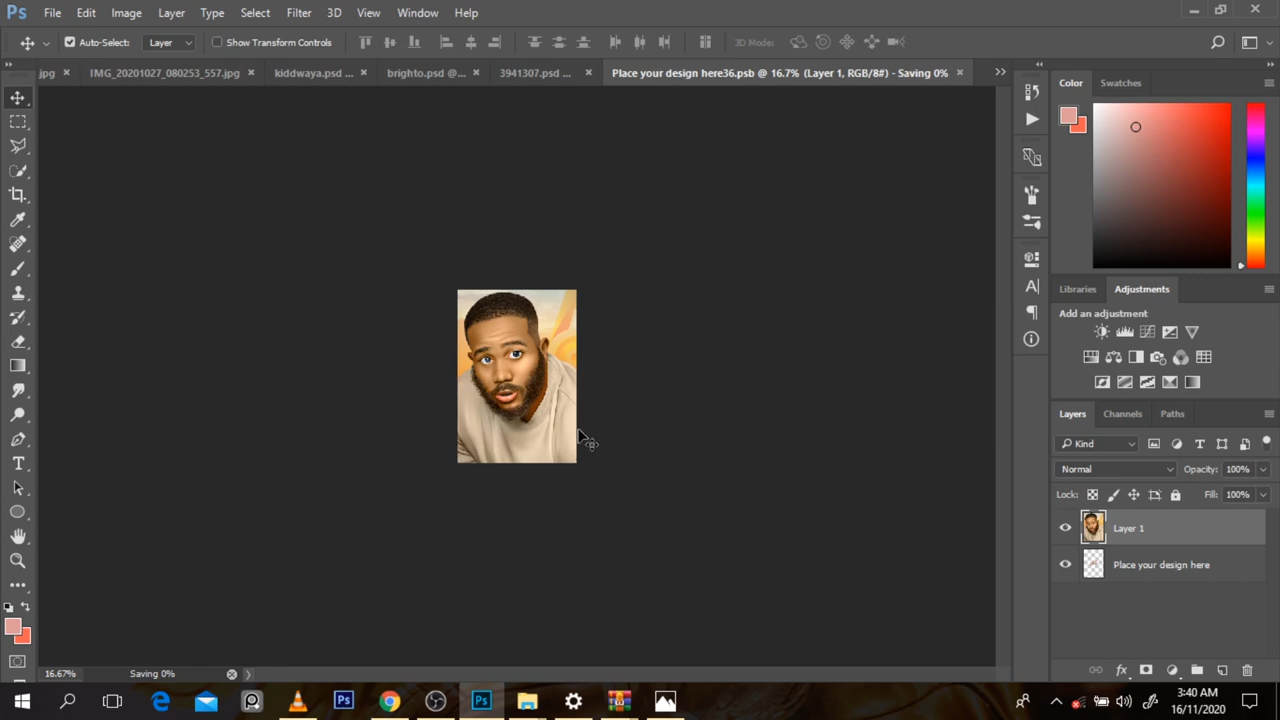 Ps File Edit Image Layer Type Select Filter 3D View Window Help
Auto-Select: Layer Show Transform Controls 3D Mode:
jpg × IMG_20201027_080253_557.jpg × kiddwaya.psd ... × brighto.psd @... × 3941307.psd ... × Place your design here36.psb @ 16.7% (Layer 1, RGB/8#) - Saving 0% ×
Color Swatches
Libraries Adjustments
Add an adjustment
Layers Channels Paths
Kind
Normal Opacity: 100%
Lock: Fill: 100%
Layer 1
Place your design here
16.67% Saving 0%
Ps Ps
3:40 AM
16/11/2020